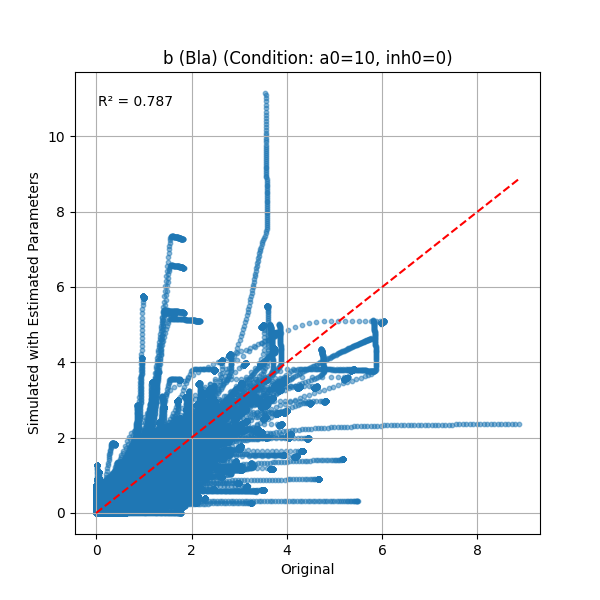 b (Bla) (Condition: a0=10, inh0=0)
R² = 0.787
Simulated with Estimated Parameters
10
8
6
4
2
0
0 2 4 6 8
Original